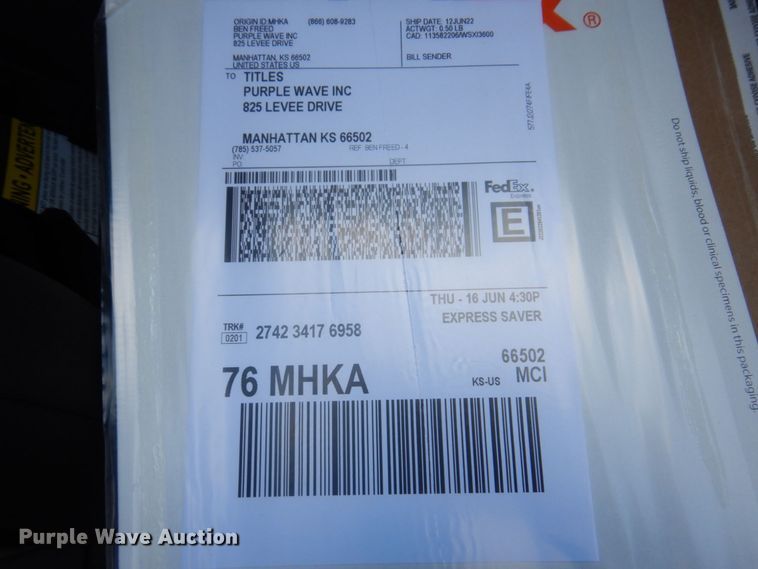 ORIGIN ID:MHKA (866) 608-9283
BEN FREED
PURPLE WAVE INC
825 LEVEE DRIVE
MANHATTAN, KS 66502
UNITED STATES US
SHIP DATE: 12JUN22
ACTWGT: 0.50 LB
CAD: 113582206/WSXI3600
BILL SENDER
TO TITLES
PURPLE WAVE INC
825 LEVEE DRIVE
MANHATTAN KS 66502
(785) 537-5057 REF: BEN FREED - 4
INV:
PO: DEPT:
FedEx®
Express
E
THU - 16 JUN 4:30P
EXPRESS SAVER
TRK# 2742 3417 6958
0201
66502
76 MHKA KS-US MCI
®
Do not ship liquids, blood or clinical specimens in this packaging.
Purple Wave Auction